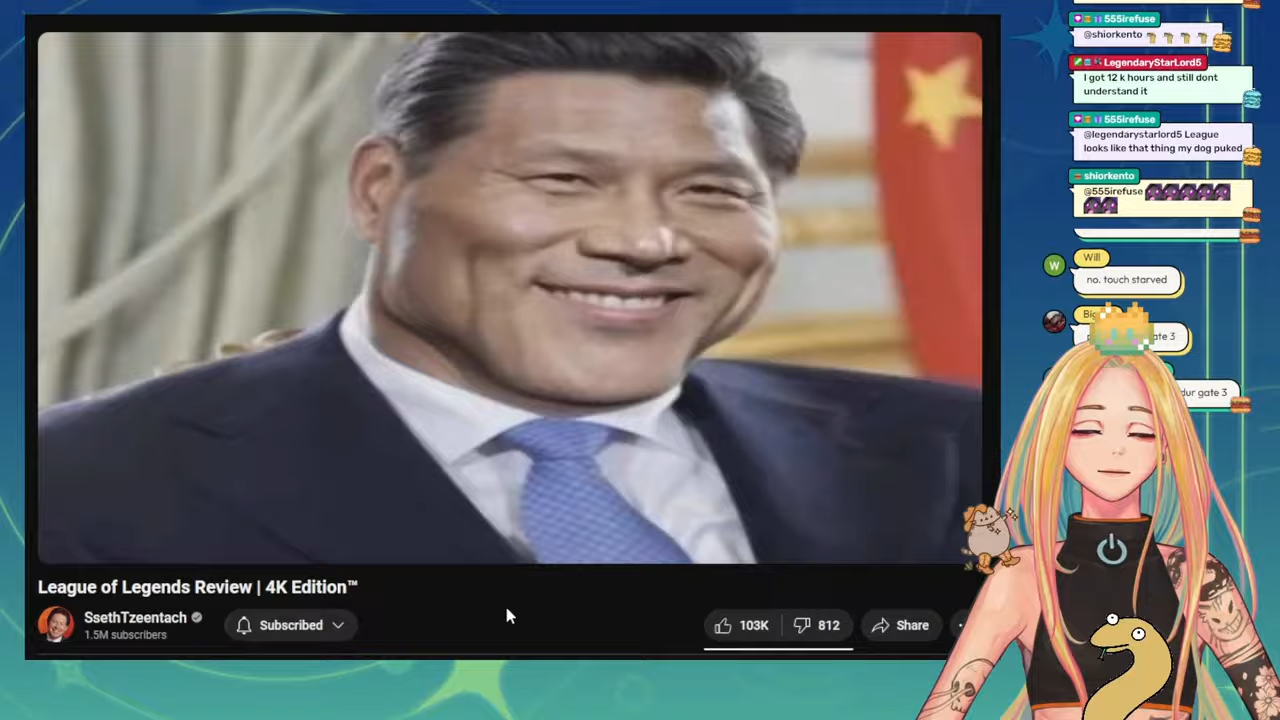 555irefuse
@shiorkento
LegendaryStarLord5
I got 12 k hours and still dont
understand it
555irefuse
@legendarystarlord5 League
looks like that thing my dog puked
shiorkento
@555irefuse
W
Will
no. touch starved
ate 3
dur gate 3
League of Legends Review | 4K Edition™
SsethTzeentach
1.5M subscribers
Subscribed
103K
812
Share